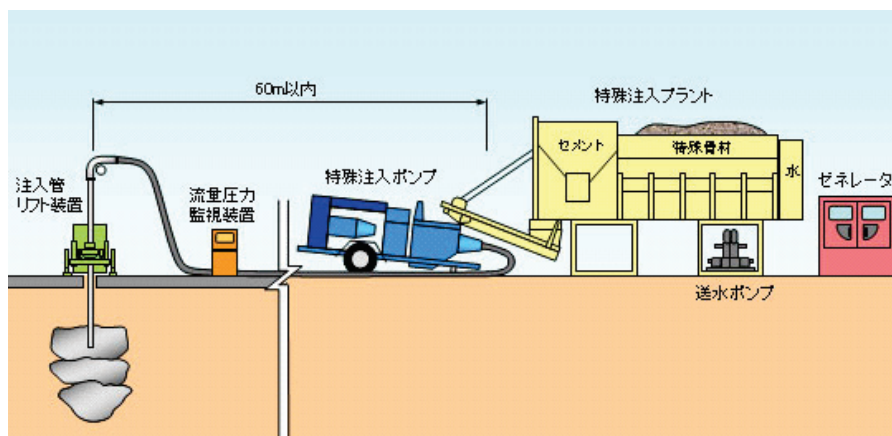 60m以内
特殊注入プラント
セメント
特殊骨材
水
特殊注入ポンプ
ゼネレータ
注入管
リフト装置
流量圧力
監視装置
送水ポンプ